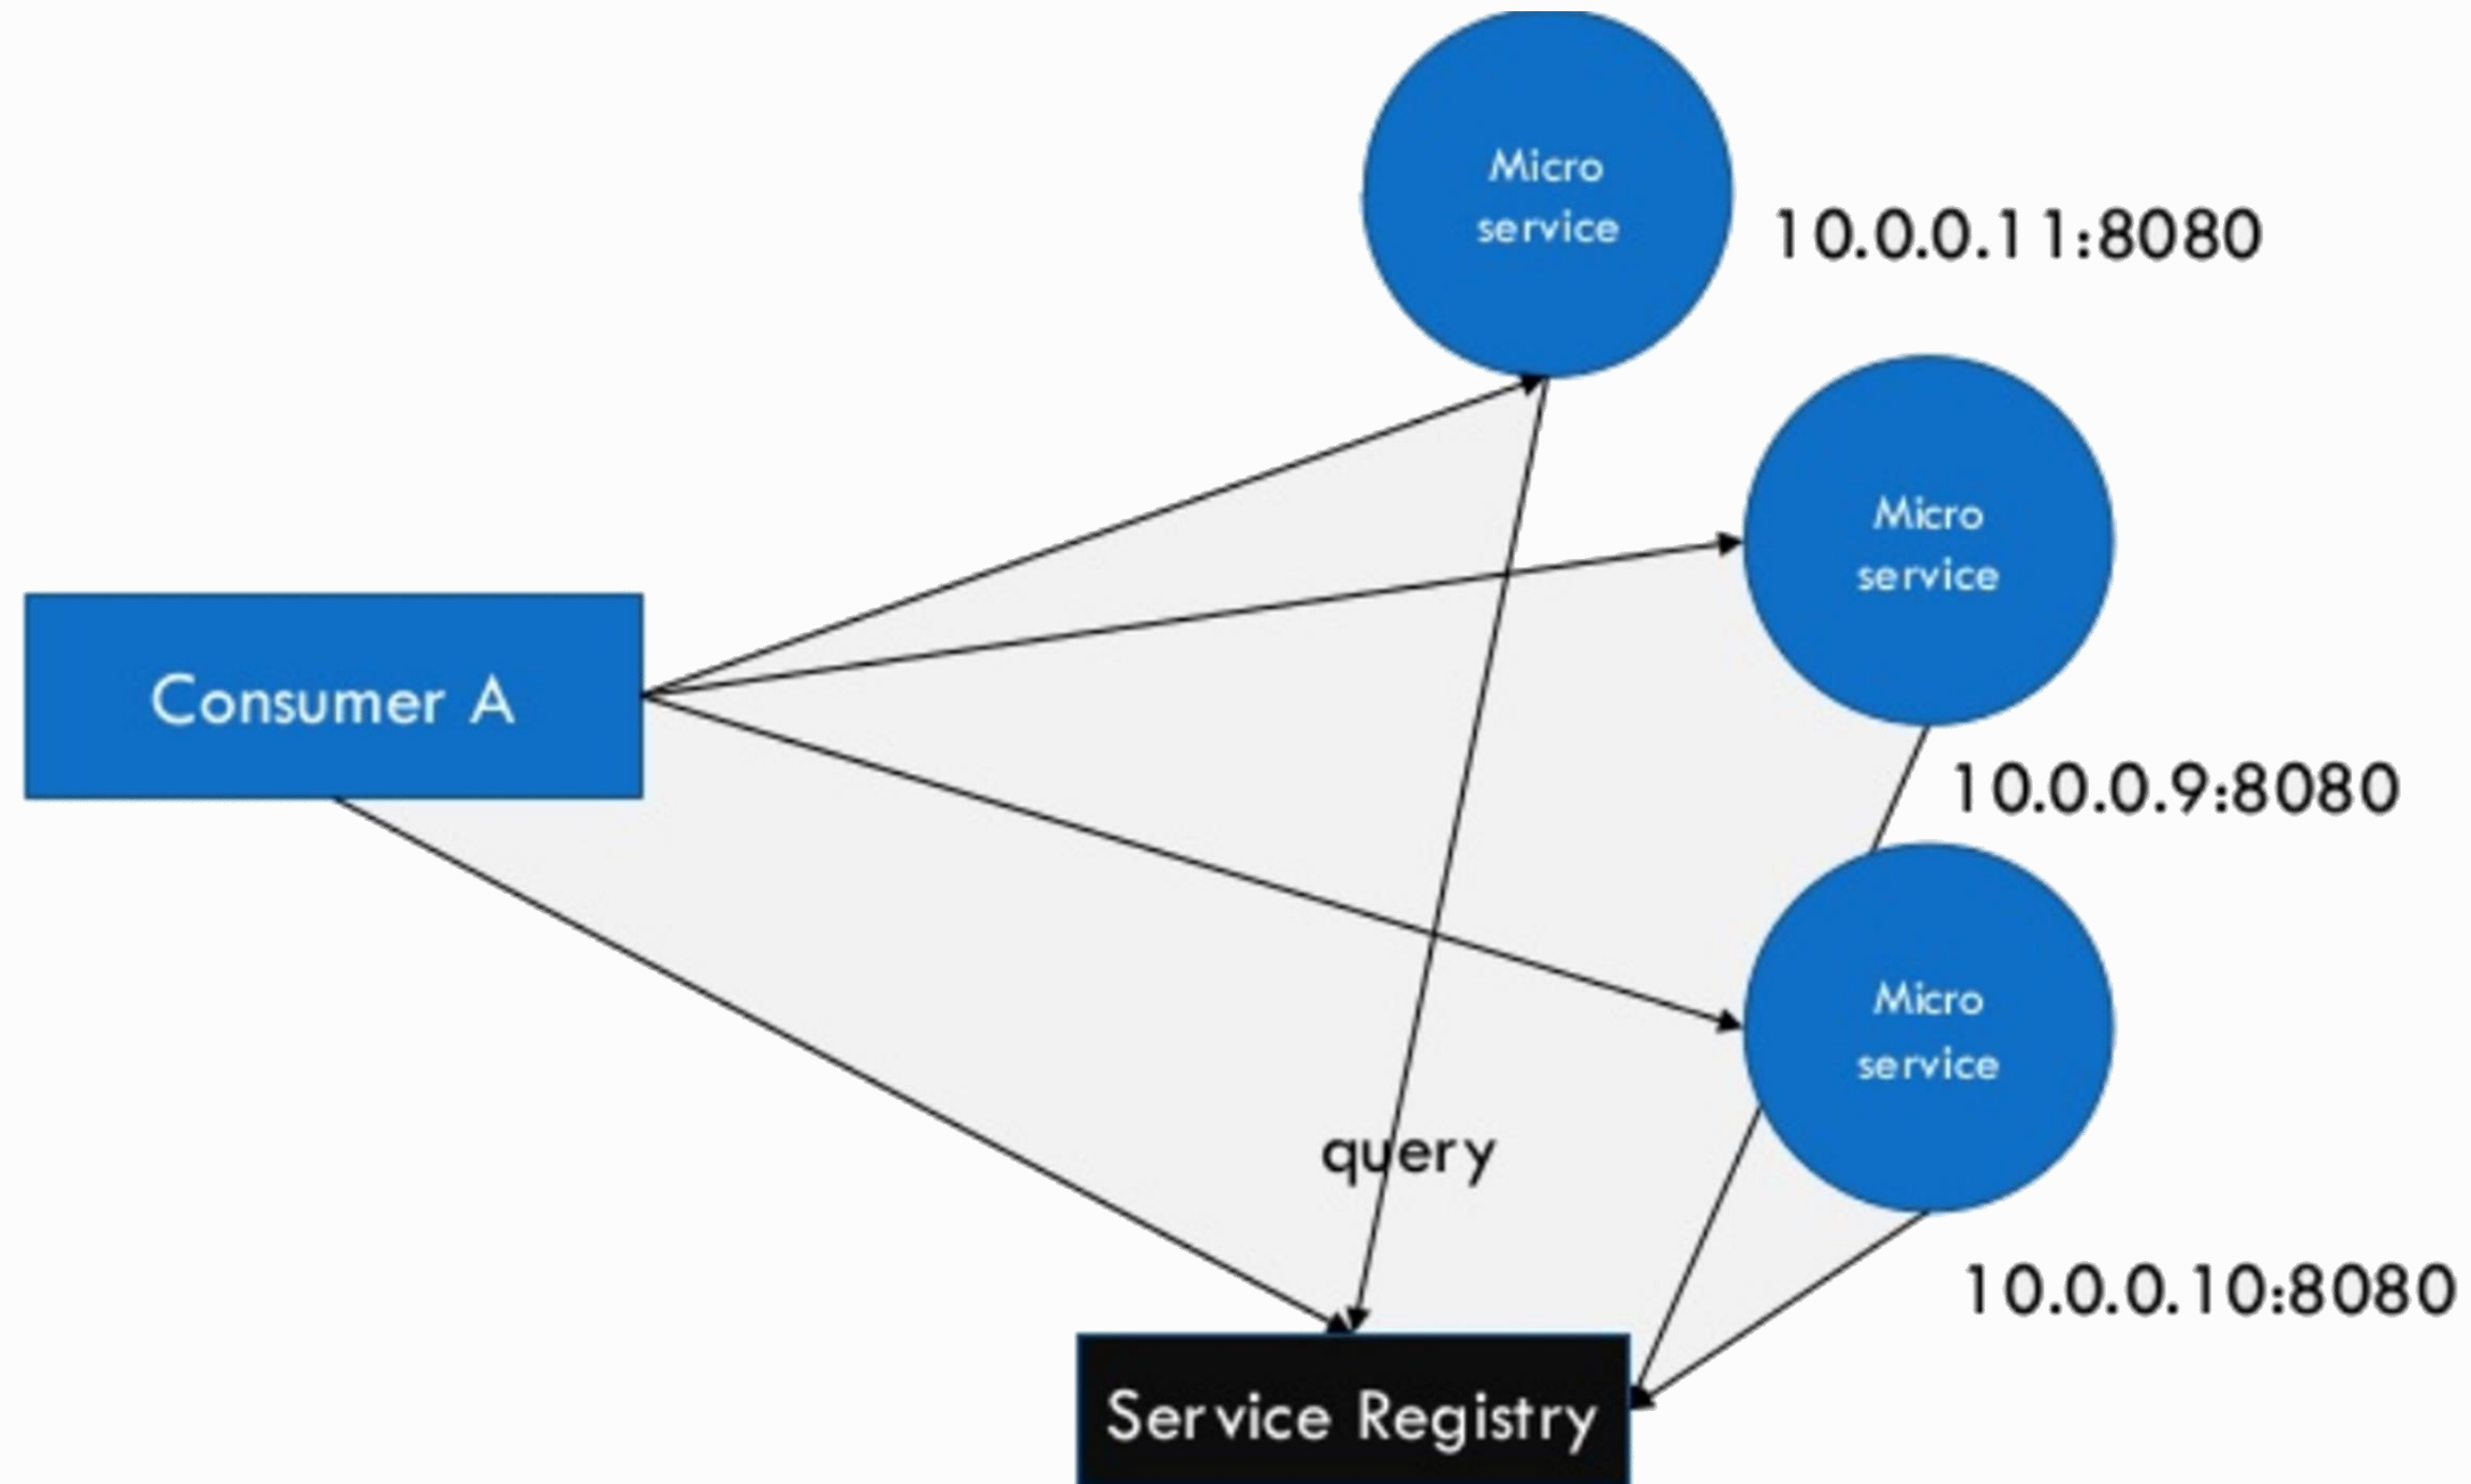 Micro
service
10.0.0.11:8080
Micro
service
Consumer A
10.0.0.9:8080
Micro
service
query
10.0.0.10:8080
Service Registry